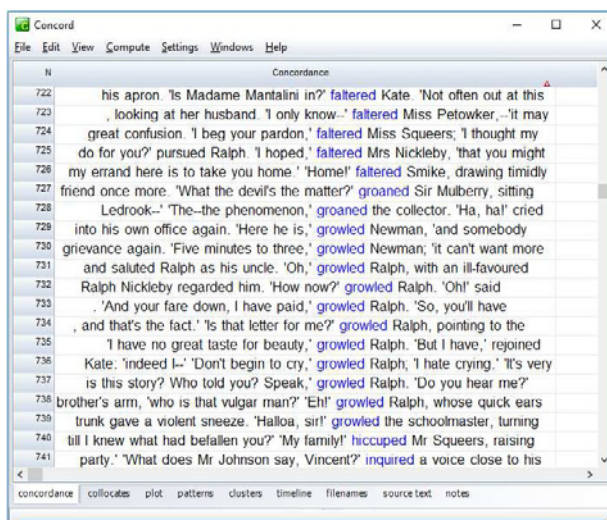 Concord
File Edit View Compute Settings Windows Help
N Concordance
722 his apron. 'Is Madame Mantalini in?' faltered Kate. 'Not often out at this
723 , looking at her husband. 'I only know--' faltered Miss Petowker,--'it may
724 great confusion. 'I beg your pardon,' faltered Miss Squeers; 'I thought my
725 do for you?' pursued Ralph. 'I hoped,' faltered Mrs Nickleby, 'that you might
726 my errand here is to take you home.' 'Home!' faltered Smike, drawing timidly
727 friend once more. 'What the devil's the matter?' groaned Sir Mulberry, sitting
728 Ledrook--' 'The--the phenomenon,' groaned the collector. 'Ha, ha!' cried
729 into his own office again. 'Here he is,' growled Newman, 'and somebody
730 grievance again. 'Five minutes to three,' growled Newman; 'it can't want more
731 and saluted Ralph as his uncle. 'Oh,' growled Ralph, with an ill-favoured
732 Ralph Nickleby regarded him. 'How now?' growled Ralph. 'Oh!' said
733 . 'And your fare down, I have paid,' growled Ralph. 'So, you'll have
734 , and that's the fact.' 'Is that letter for me?' growled Ralph, pointing to the
735 'I have no great taste for beauty,' growled Ralph. 'But I have,' rejoined
736 Kate: 'indeed I--' 'Don't begin to cry,' growled Ralph; 'I hate crying.' 'It's very
737 is this story? Who told you? Speak,' growled Ralph. 'Do you hear me?'
738 brother's arm, 'who is that vulgar man?' 'Eh!' growled Ralph, whose quick ears
739 trunk gave a violent sneeze. 'Halloa, sir!' growled the schoolmaster, turning
740 till I knew what had befallen you?' 'My family!' hiccuped Mr Squeers, raising
741 party.' 'What does Mr Johnson say, Vincent?' inquired a voice close to his
concordance collocates plot patterns clusters timeline filenames source text notes